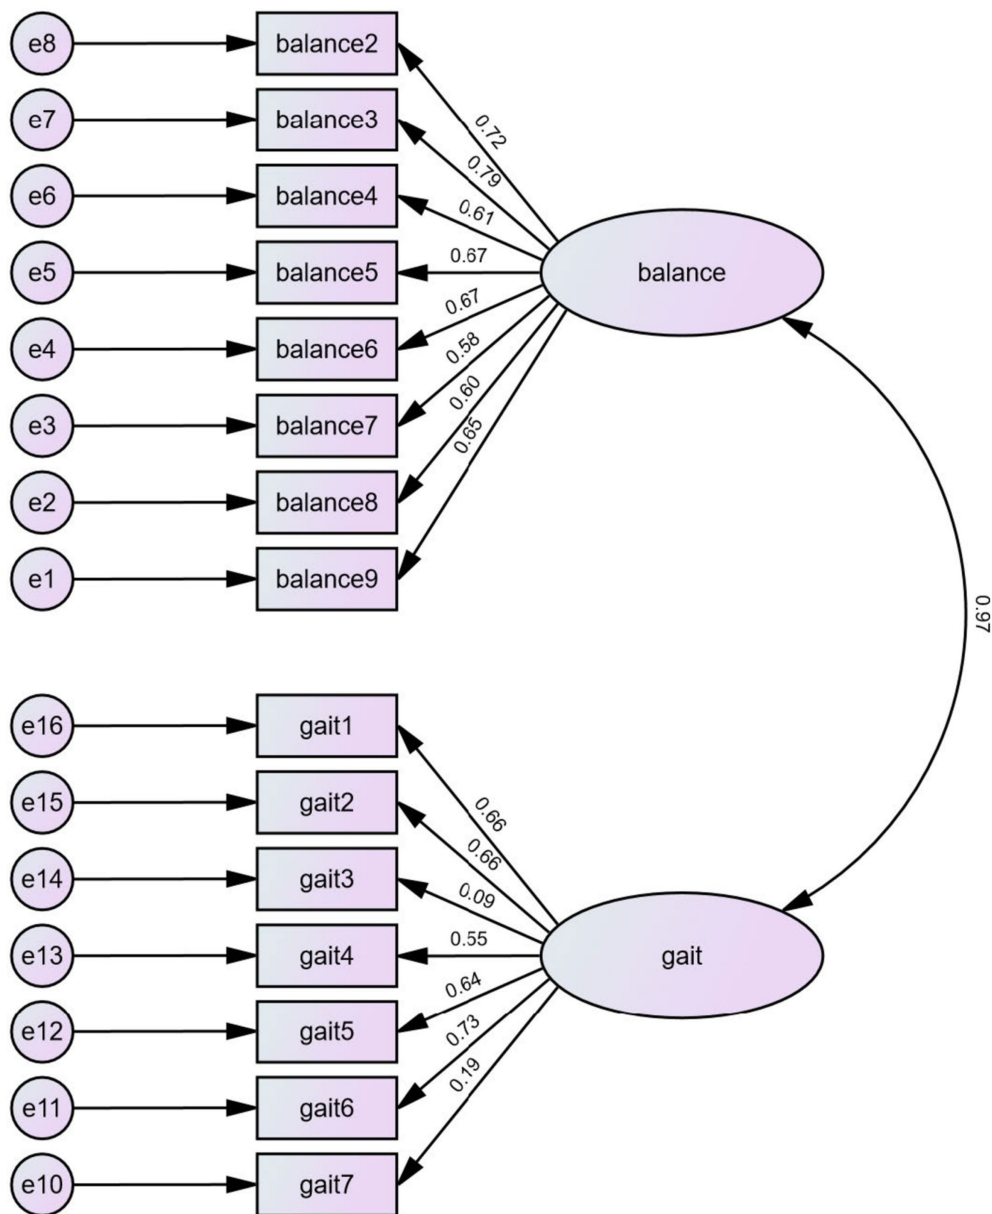 e8 balance2
0.72
e7 balance3
0.79
e6 balance4
0.61
e5 balance5
0.67
balance
e4 balance6
0.67
e3 balance7
0.58
e2 balance8
0.60
e1 balance9
0.65
0.97
e16 gait1
0.66
e15 gait2
0.66
e14 gait3
0.09
e13 gait4
0.55
gait
e12 gait5
0.64
e11 gait6
0.73
e10 gait7
0.19